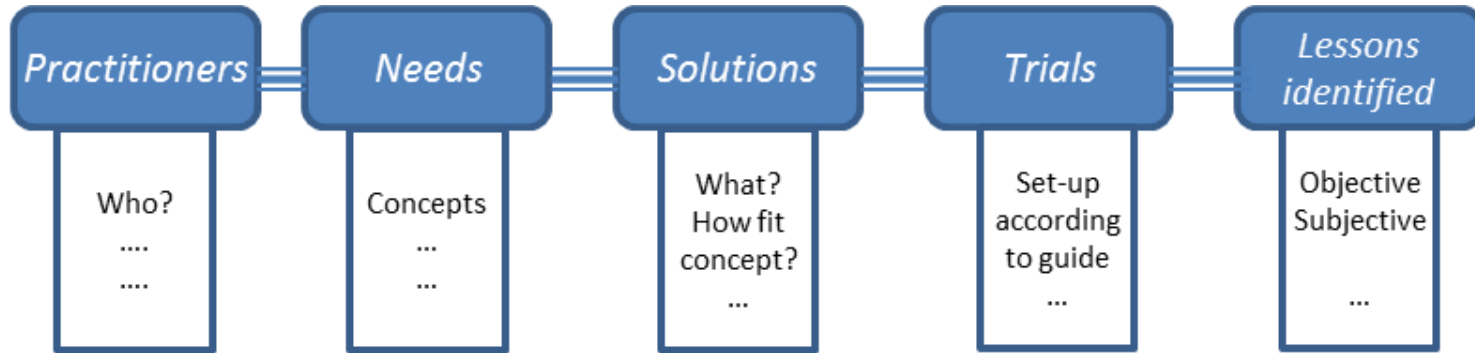 Practitioners
Needs
Solutions
Trials
Lessons
identified
Who?
....
....
Concepts
...
...
What?
How fit
concept?
...
Set-up
according
to guide
...
Objective
Subjective
...